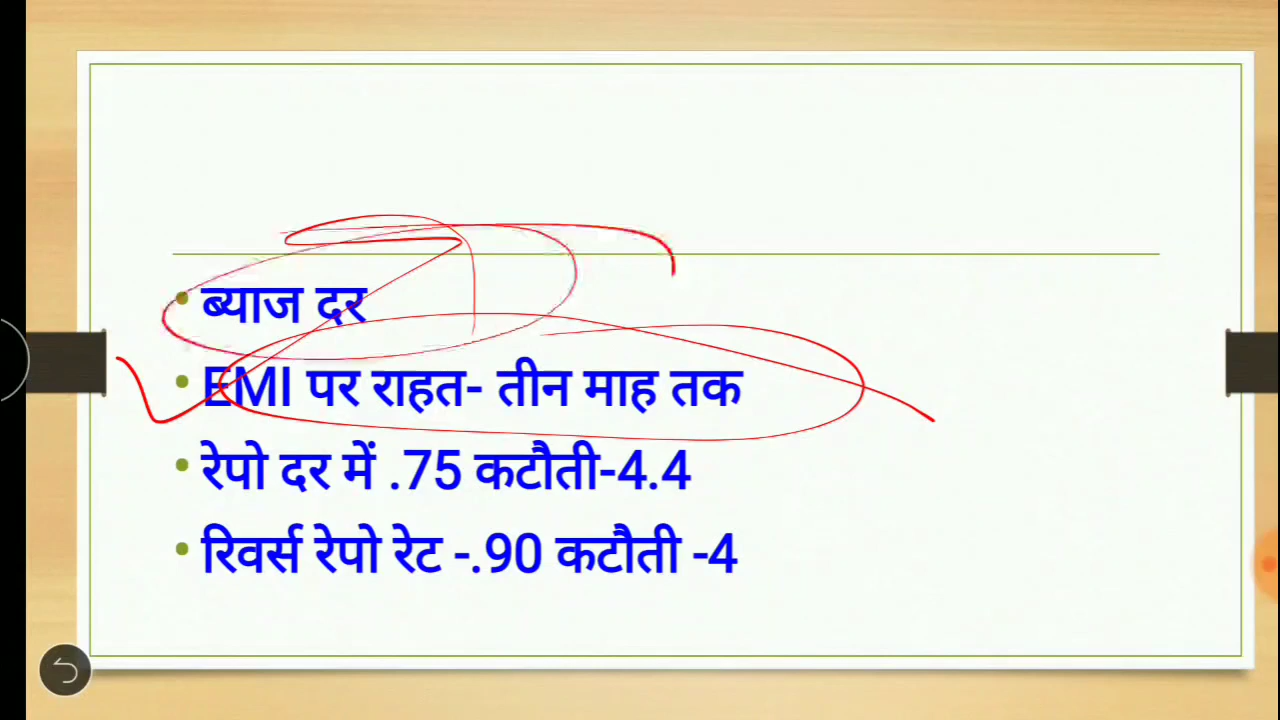 ब्याज दर
EMI पर राहत- तीन माह तक
रेपो दर में .75 कटौती-4.4
रिवर्स रेपो रेट -.90 कटौती -4